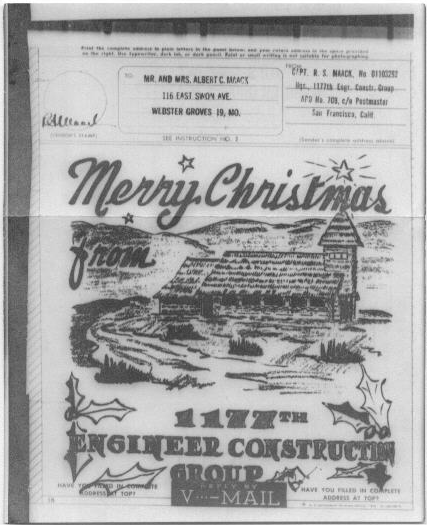 Print the complete address in plain letters in the panel below, and your return address in the space provided
on the right. Use typewriter, dark ink, or dark pencil. Faint or small writing is not suitable for photographing.
TO:
MR. AND MRS. ALBERT C. MAACK
116 EAST SWON AVE.
WEBSTER GROVES 19, MO.
FROM
C/PT. R. S. MAACK, No 01103292
Hqs., 1177th Engr. Constr. Group
APO No. 709, c/o Postmaster
San Francisco, Calif.
(CENSOR'S STAMP)
SEE INSTRUCTION NO. 2
(Sender's complete address above)
Merry Christmas
from
1177TH
ENGINEER CONSTRUCTION
GROUP
HAVE YOU FILLED IN COMPLETE
ADDRESS AT TOP?
V···—MAIL
HAVE YOU FILLED IN COMPLETE
ADDRESS AT TOP?